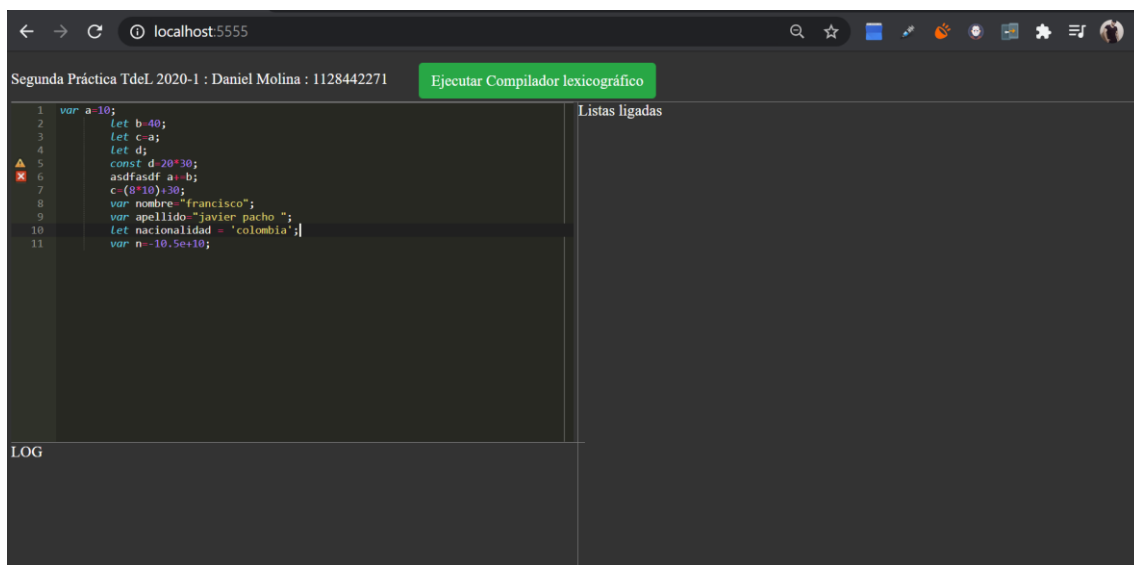 localhost:5555
Segunda Práctica TdeL 2020-1 : Daniel Molina : 1128442271
Ejecutar Compilador lexicográfico
1 var a=10;
2 let b=40;
3 let c=a;
4 let d;
5 const d=20*30;
6 asdfasdf a+=b;
7 c=(8*10)+30;
8 var nombre="francisco";
9 var apellido="javier pacho ";
10 let nacionalidad = 'colombia';
11 var n=-10.5e+10;
Listas ligadas
LOG